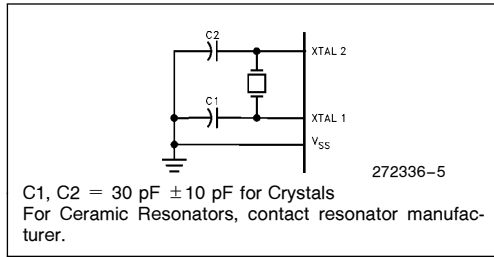 C2
XTAL 2
C1
XTAL 1
VSS
272336–5
C1, C2 = 30 pF ±10 pF for Crystals
For Ceramic Resonators, contact resonator manufac-
turer.